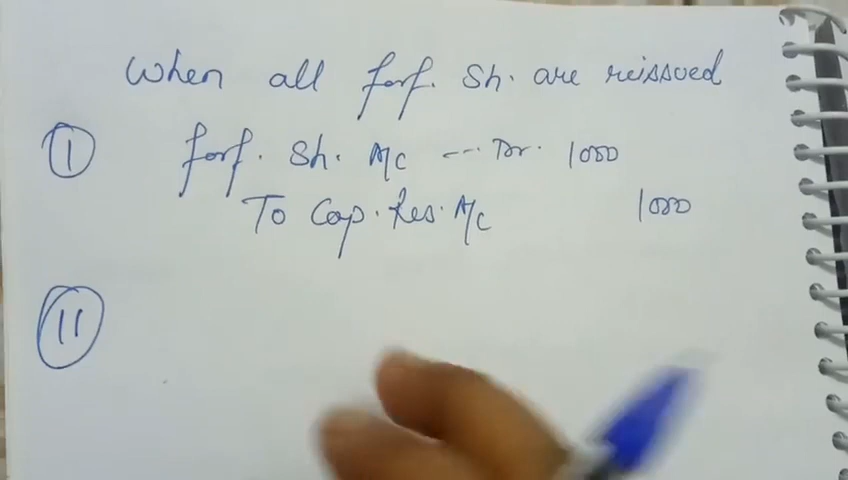 When all forf. Sh. are reissued
I forf. Sh. A/c --- Dr. 1000
To Cap. Res. A/c 1000
II